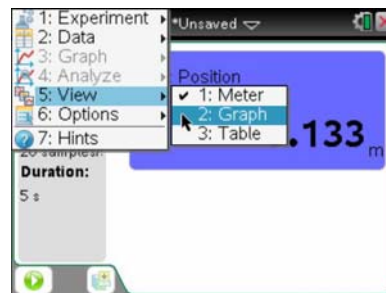 1: Experiment
2: Data
3: Graph
4: Analyze
5: View
6: Options
7: Hints
*Unsaved
Position
1: Meter
2: Graph
3: Table
.133
m
Duration:
5 s